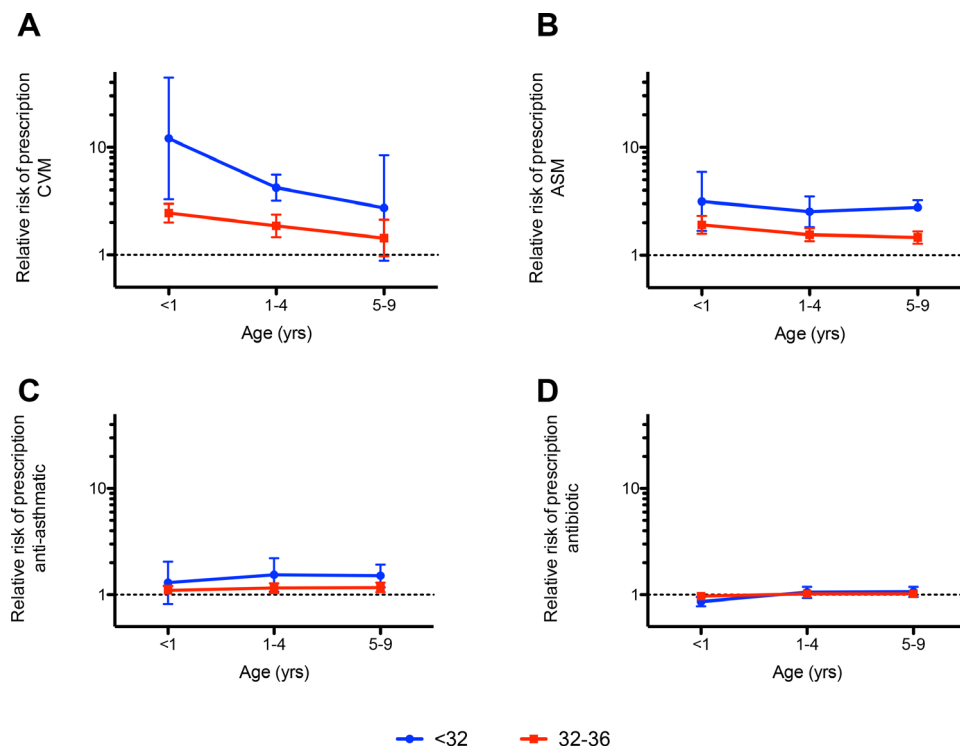 A
Relative risk of prescription
CVM
10
1
<1
1-4
5-9
Age (yrs)
B
Relative risk of prescription
ASM
10
1
<1
1-4
5-9
Age (yrs)
C
Relative risk of prescription
anti-asthmatic
10
1
<1
1-4
5-9
Age (yrs)
D
Relative risk of prescription
antibiotic
10
1
<1
1-4
5-9
Age (yrs)
<32
32-36